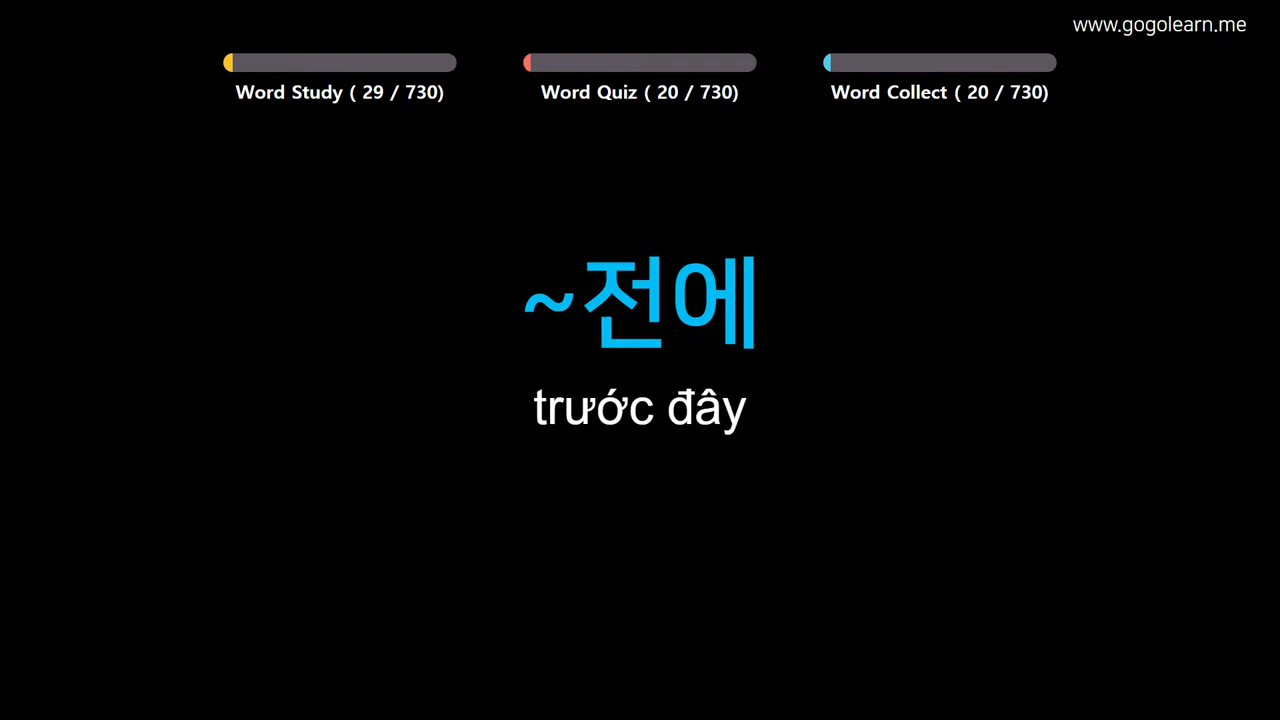 www.gogolearn.me
Word Study ( 29 / 730)
Word Quiz ( 20 / 730)
Word Collect ( 20 / 730)
~전에
trước đây